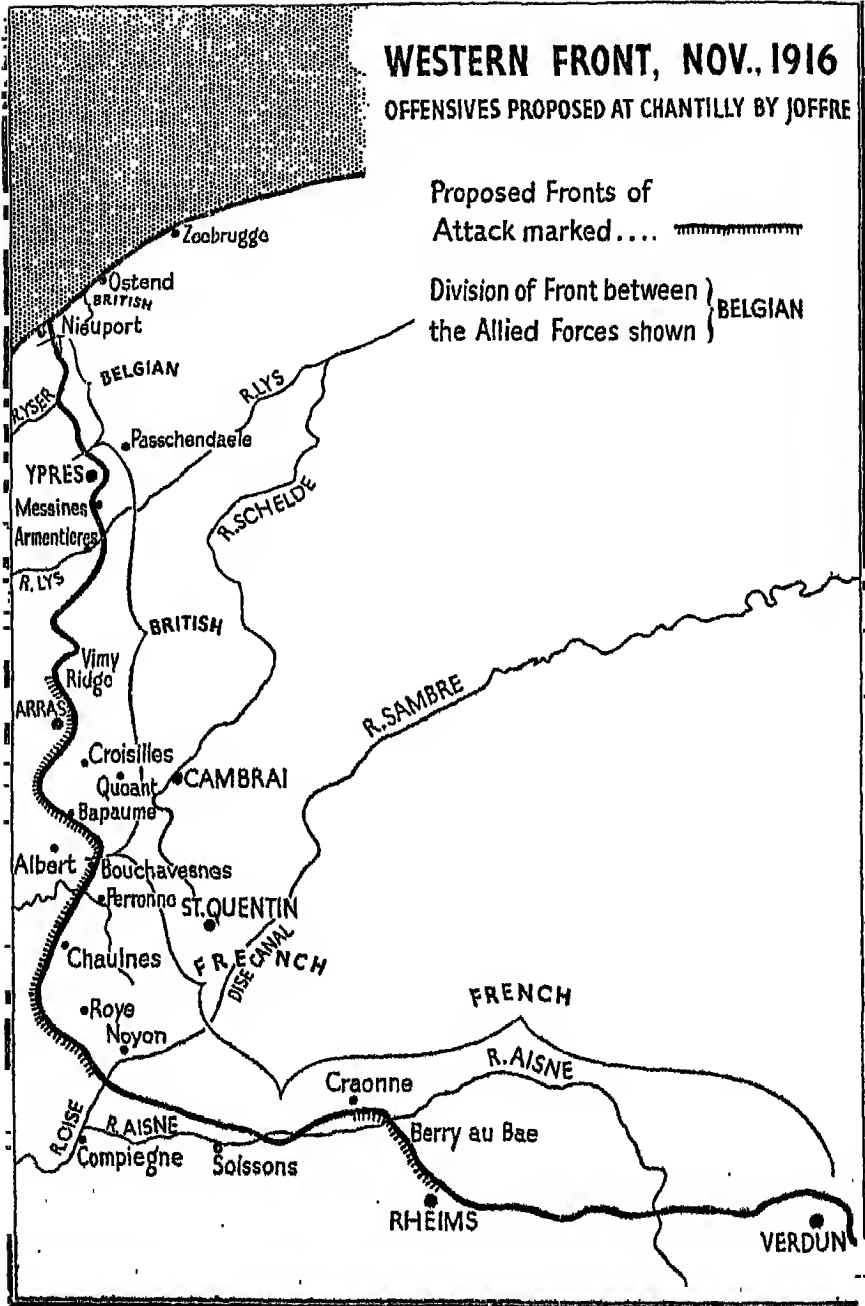 WESTERN FRONT, NOV., 1916
OFFENSIVES PROPOSED AT CHANTILLY BY JOFFRE
Proposed Fronts of
Attack marked....
Division of Front between
the Allied Forces shown
BELGIAN
Zeebrugge
Ostend
BRITISH
Nieuport
BELGIAN
R.YSER
R.LYS
Passchendaele
YPRES
Messines
Armentieres
R.SCHELDE
R.LYS
BRITISH
Vimy
Ridge
ARRAS
R.SAMBRE
Croisilles
Queant
CAMBRAI
Bapaume
Albert
Bouchavesnes
Perronne
ST.QUENTIN
Chaulnes
FRENCH
OISE CANAL
FRENCH
Roye
Noyon
R.AISNE
Craonne
R.OISE
R.AISNE
Berry au Bae
Compiegne
Soissons
RHEIMS
VERDUN